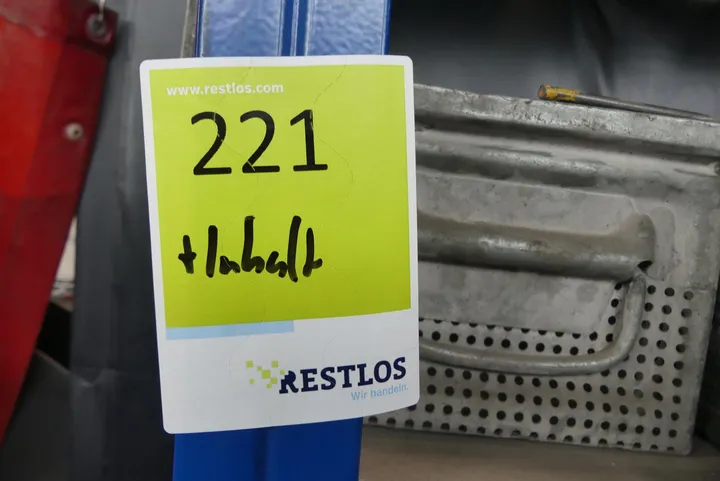 www.restlos.com
221
+Inhalt
RESTLOS
Wir handeln.